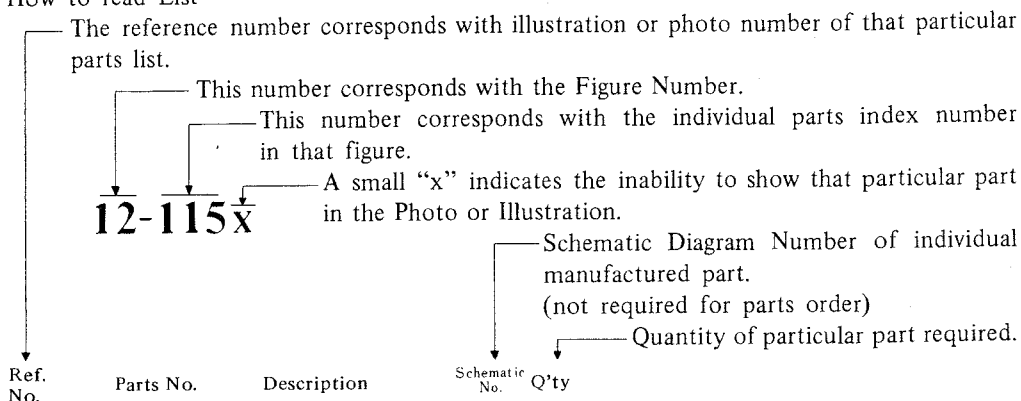 How to read List
The reference number corresponds with illustration or photo number of that particular
parts list.
This number corresponds with the Figure Number.
This number corresponds with the individual parts index number
in that figure.
A small “x” indicates the inability to show that particular part
in the Photo or Illustration.
12-115x
Schematic Diagram Number of individual
manufactured part.
(not required for parts order)
Quantity of particular part required.
Ref. No. Parts No. Description Schematic No. Q'ty